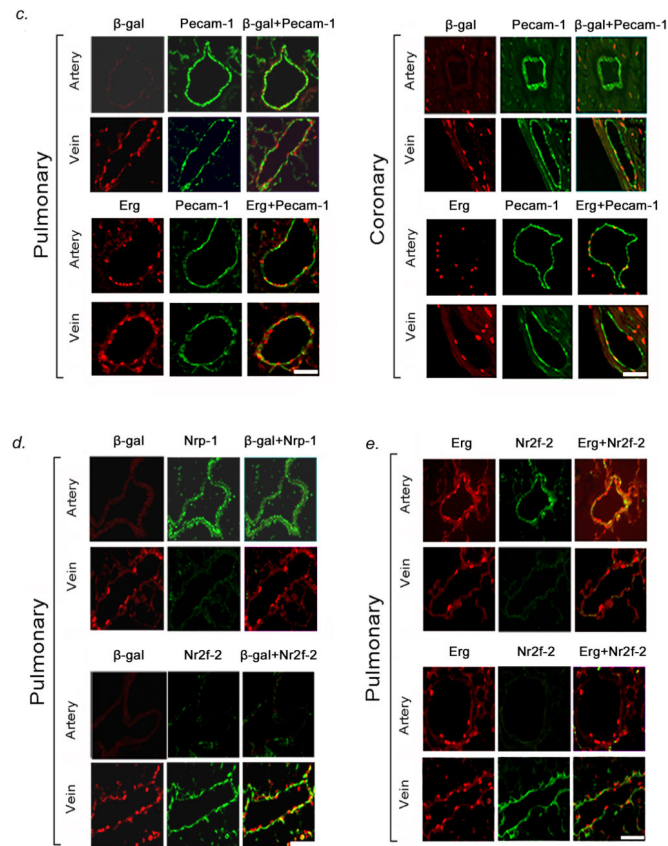 c.
β-gal Pecam-1 β-gal+Pecam-1
Artery
Vein
Erg Pecam-1 Erg+Pecam-1
Artery
Vein
Pulmonary
β-gal Pecam-1 β-gal+Pecam-1
Artery
Vein
Erg Pecam-1 Erg+Pecam-1
Artery
Vein
Coronary
d.
β-gal Nrp-1 β-gal+Nrp-1
Artery
Vein
β-gal Nr2f-2 β-gal+Nr2f-2
Artery
Vein
Pulmonary
e.
Erg Nr2f-2 Erg+Nr2f-2
Artery
Vein
Erg Nr2f-2 Erg+Nr2f-2
Artery
Vein
Pulmonary